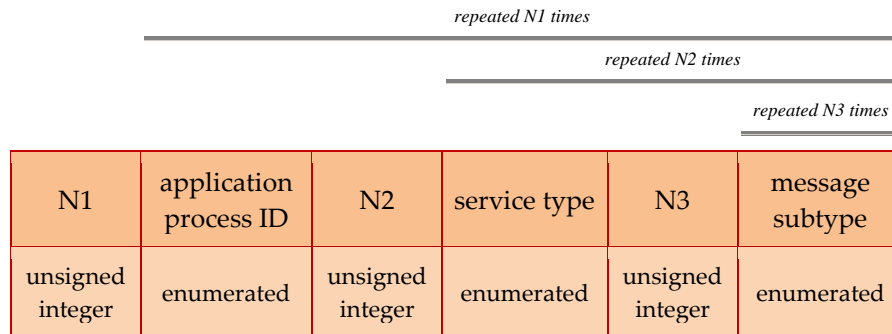 repeated N1 times
repeated N2 times
repeated N3 times
N1
application
process ID
N2
service type
N3
message
subtype
unsigned
integer
enumerated
unsigned
integer
enumerated
unsigned
integer
enumerated